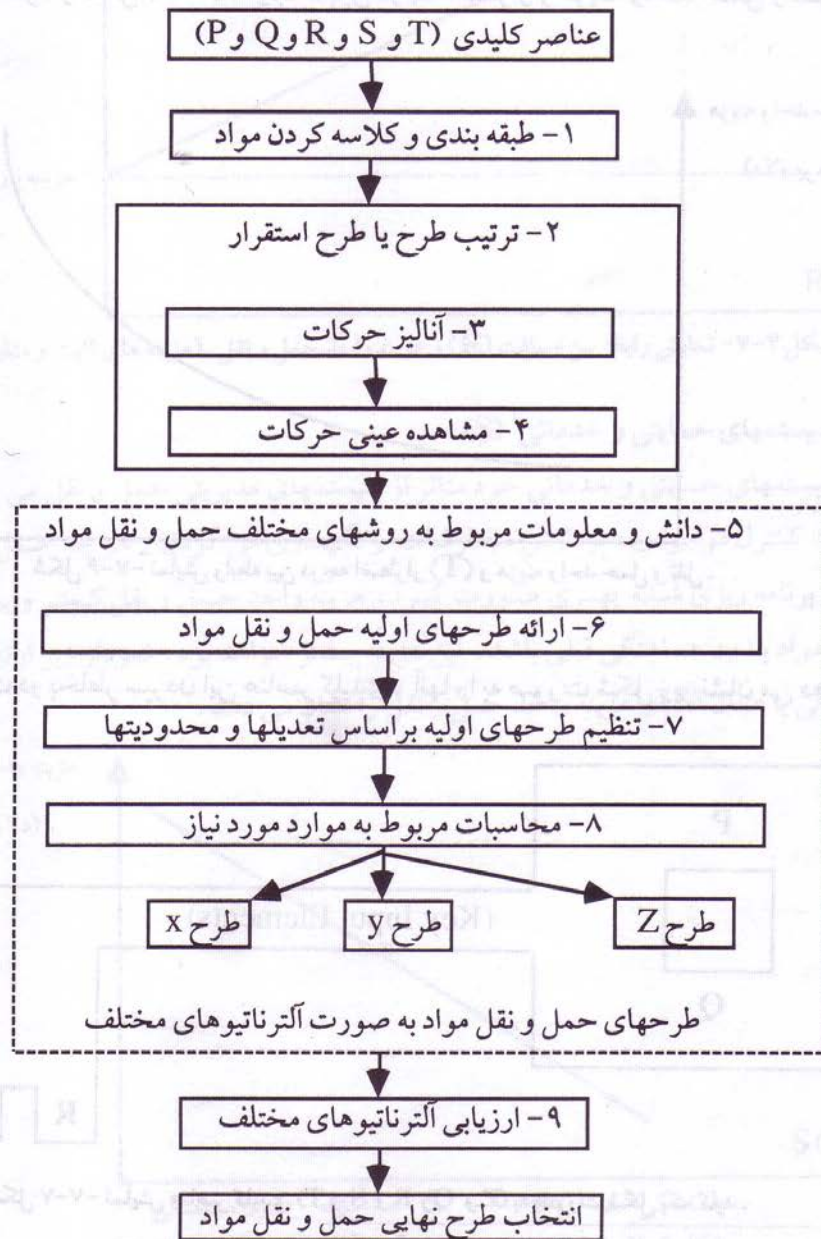 عناصر کلیدی (P و Q و R و S و T)
۱- طبقه بندی و کلاسه کردن مواد
۲- ترتیب طرح یا طرح استقرار
۳- آنالیز حرکات
۴- مشاهده عینی حرکات
۵- دانش و معلومات مربوط به روشهای مختلف حمل و نقل مواد
۶- ارائه طرحهای اولیه حمل و نقل مواد
۷- تنظیم طرحهای اولیه براساس تعدیلها و محدودیتها
۸- محاسبات مربوط به موارد مورد نیاز
طرح Z
طرح y
طرح x
طرحهای حمل و نقل مواد به صورت آلترناتیوهای مختلف
۹- ارزیابی آلترناتیوهای مختلف
انتخاب طرح نهایی حمل و نقل مواد